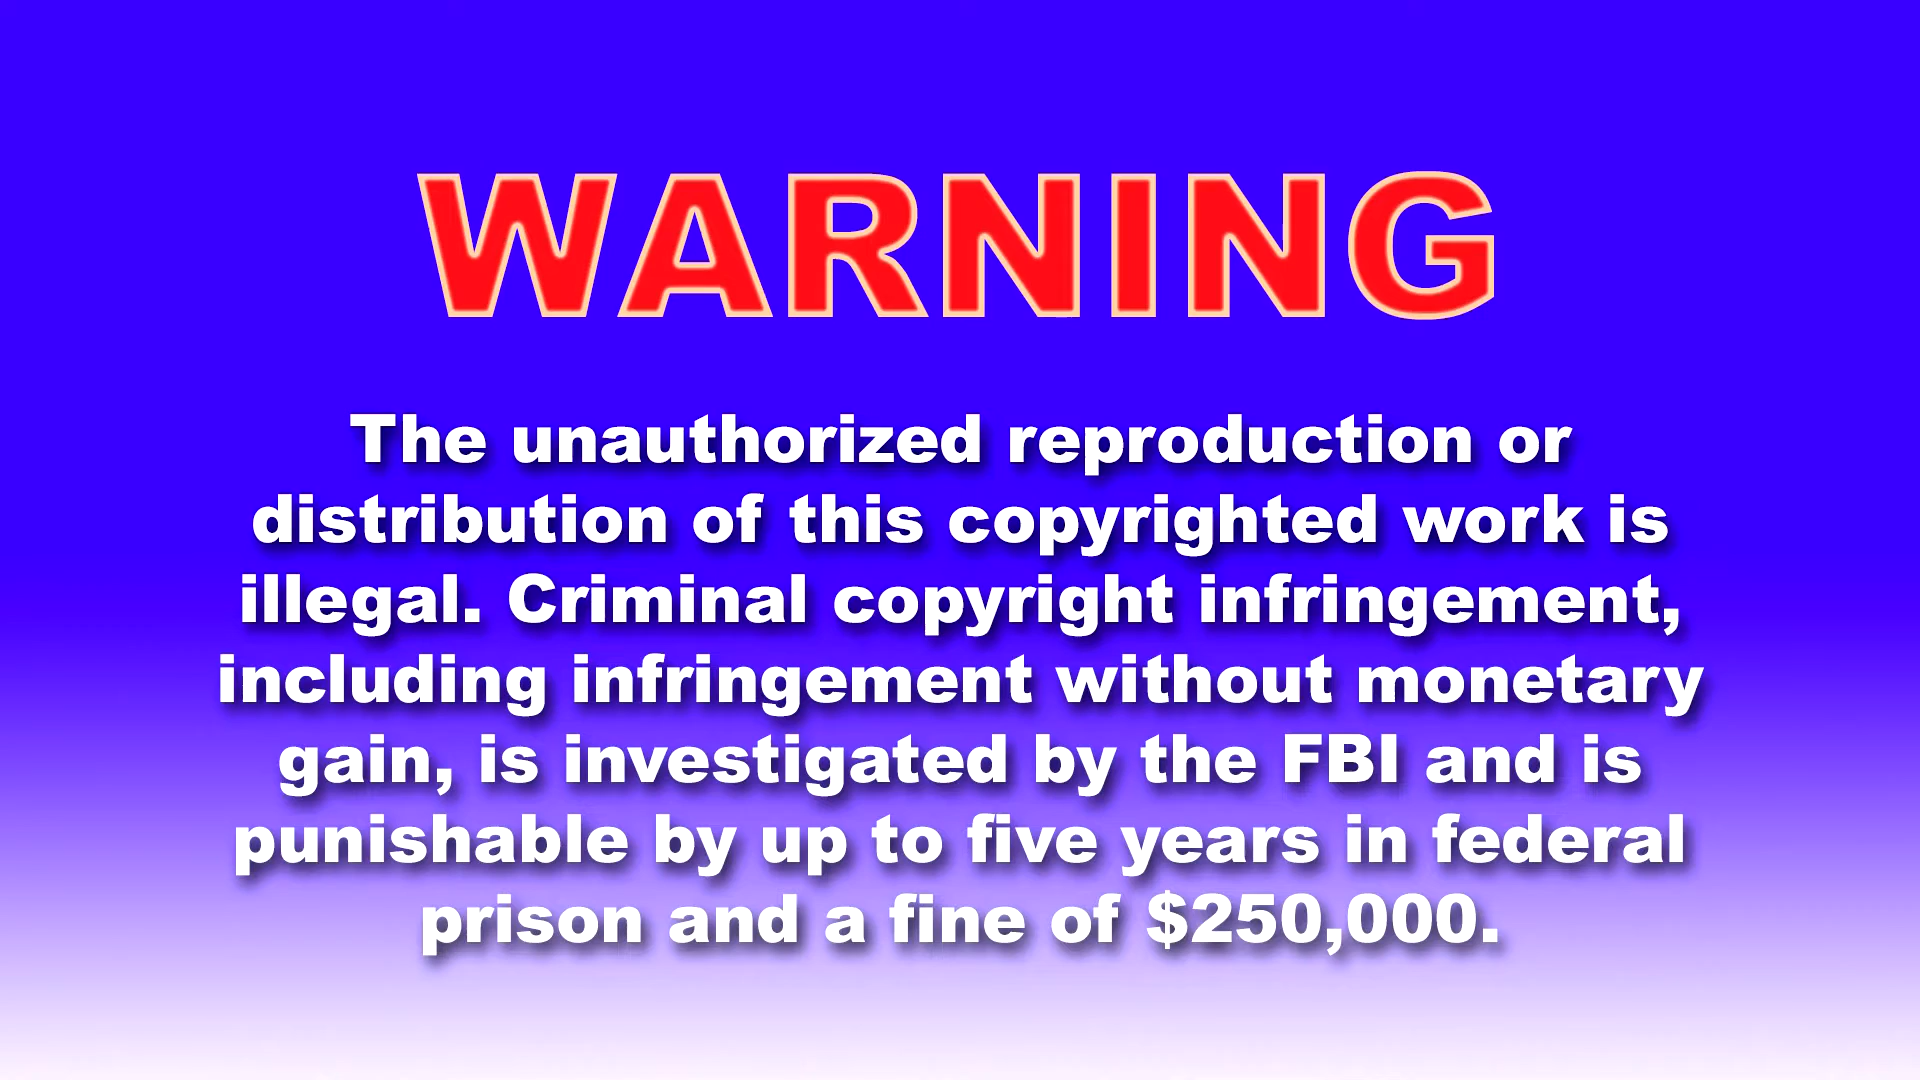 WARNING
The unauthorized reproduction or
distribution of this copyrighted work is
illegal. Criminal copyright infringement,
including infringement without monetary
gain, is investigated by the FBI and is
punishable by up to five years in federal
prison and a fine of $250,000.